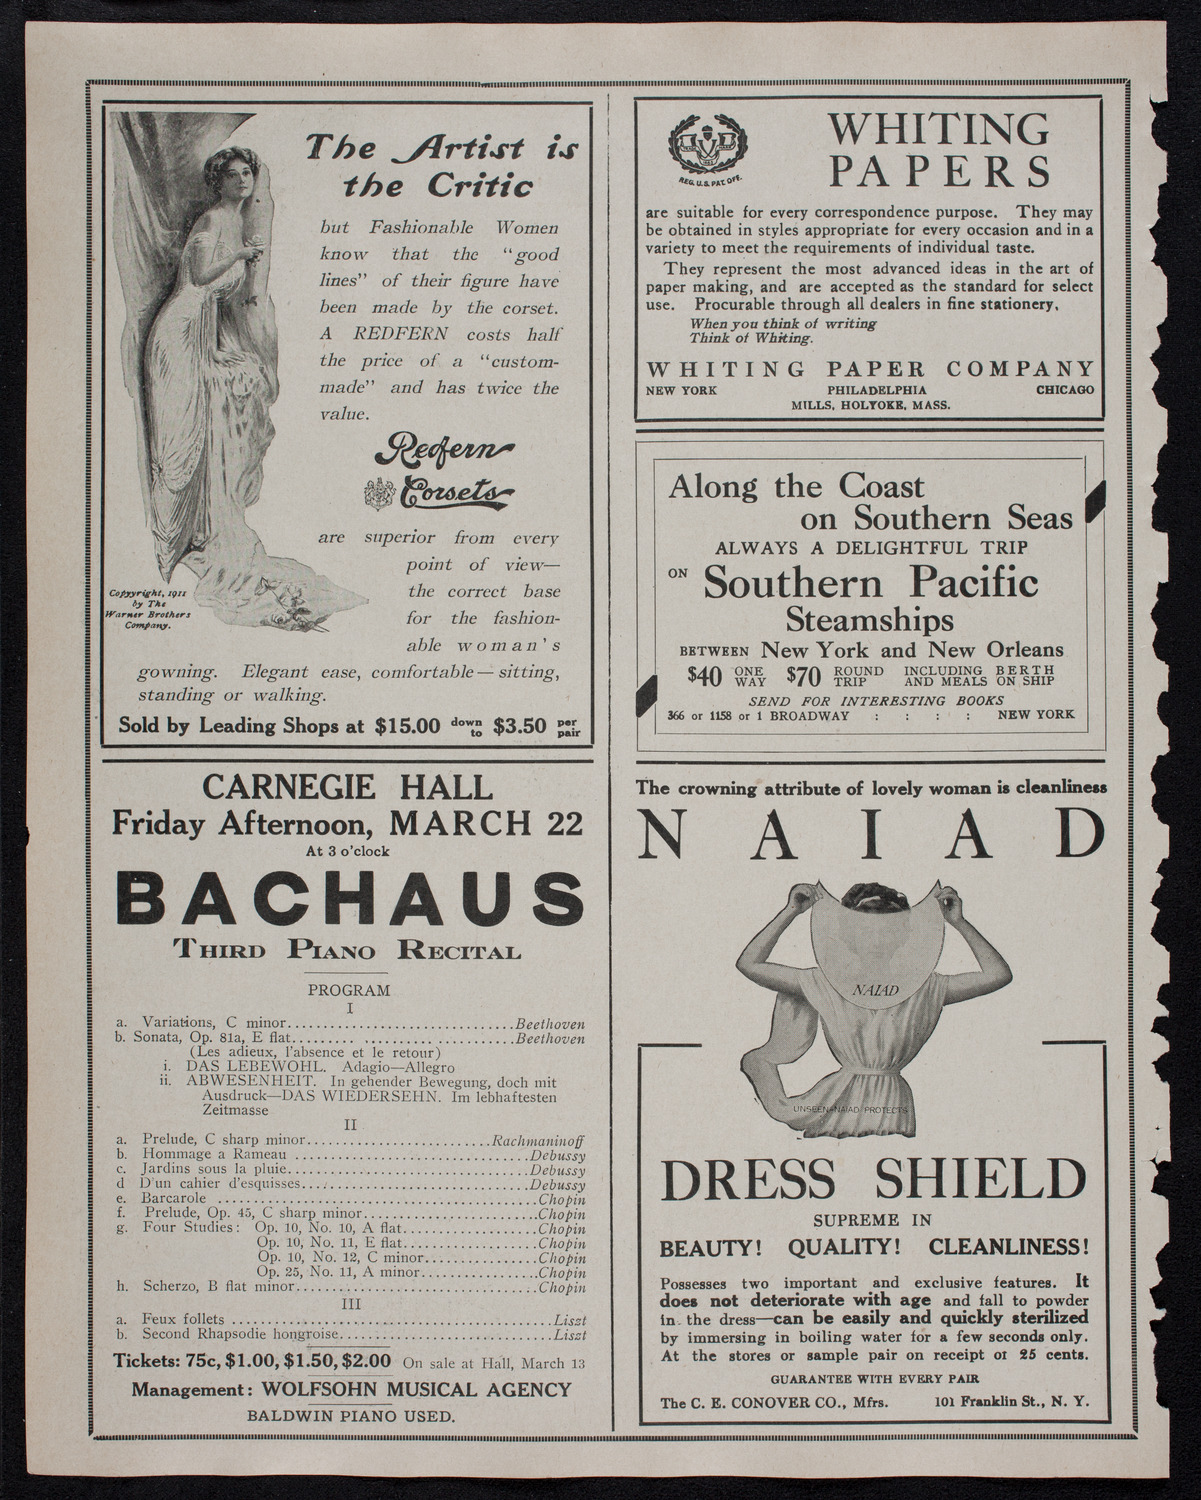 The Artist is
the Critic
but Fashionable Women
know that the "good
lines" of their figure have
been made by the corset.
A REDFERN costs half
the price of a "custom-
made" and has twice the
value.
Redfern
Corsets
are superior from every
point of view—
the correct base
for the fashion-
able woman's
gowning. Elegant ease, comfortable—sitting,
standing or walking.
Copyright, 1911
by The
Warner Brothers
Company.
Sold by Leading Shops at $15.00 down to $3.50 per pair
CARNEGIE HALL
Friday Afternoon, MARCH 22
At 3 o'clock
BACHAUS
THIRD PIANO RECITAL
PROGRAM
I
a. Variations, C minor..............................Beethoven
b. Sonata, Op. 81a, E flat......... ................Beethoven
(Les adieux, l'absence et le retour)
i. DAS LEBEWOHL. Adagio—Allegro
ii. ABWESENHEIT. In gehender Bewegung, doch mit
Ausdruck—DAS WIEDERSEHN. Im lebhaftesten
Zeitmasse
II
a. Prelude, C sharp minor.........................Rachmaninoff
b. Hommage a Rameau ...............................Debussy
c. Jardins sous la pluie...............................Debussy
d D'un cahier d'esquisses.............................Debussy
e. Barcarole .........................................Chopin
f. Prelude, Op. 45, C sharp minor.......................Chopin
g. Four Studies: Op. 10, No. 10, A flat..................Chopin
Op. 10, No. 11, E flat..................Chopin
Op. 10, No. 12, C minor...............Chopin
Op. 25, No. 11, A minor...............Chopin
h. Scherzo, B flat minor................................Chopin
III
a. Feux follets .........................................Liszt
b. Second Rhapsodie hongroise..........................Liszt
Tickets: 75c, $1.00, $1.50, $2.00 On sale at Hall, March 13
Management: WOLFSOHN MUSICAL AGENCY
BALDWIN PIANO USED.
REG. U.S. PAT. OFF.
WHITING
PAPERS
are suitable for every correspondence purpose. They may
be obtained in styles appropriate for every occasion and in a
variety to meet the requirements of individual taste.
They represent the most advanced ideas in the art of
paper making, and are accepted as the standard for select
use. Procurable through all dealers in fine stationery.
When you think of writing
Think of Whiting.
WHITING PAPER COMPANY
NEW YORK PHILADELPHIA CHICAGO
MILLS, HOLYOKE, MASS.
Along the Coast
on Southern Seas
ALWAYS A DELIGHTFUL TRIP
ON Southern Pacific
Steamships
BETWEEN New York and New Orleans
$40 ONE WAY $70 ROUND TRIP INCLUDING BERTH AND MEALS ON SHIP
SEND FOR INTERESTING BOOKS
366 or 1158 or 1 BROADWAY : : : : NEW YORK
The crowning attribute of lovely woman is cleanliness
NAIAD
NAIAD
UNSEEN-NAIAD PROTECTS
DRESS SHIELD
SUPREME IN
BEAUTY! QUALITY! CLEANLINESS!
Possesses two important and exclusive features. It
does not deteriorate with age and fall to powder
in the dress—can be easily and quickly sterilized
by immersing in boiling water for a few seconds only.
At the stores or sample pair on receipt of 25 cents.
GUARANTEE WITH EVERY PAIR
The C. E. CONOVER CO., Mfrs. 101 Franklin St., N. Y.